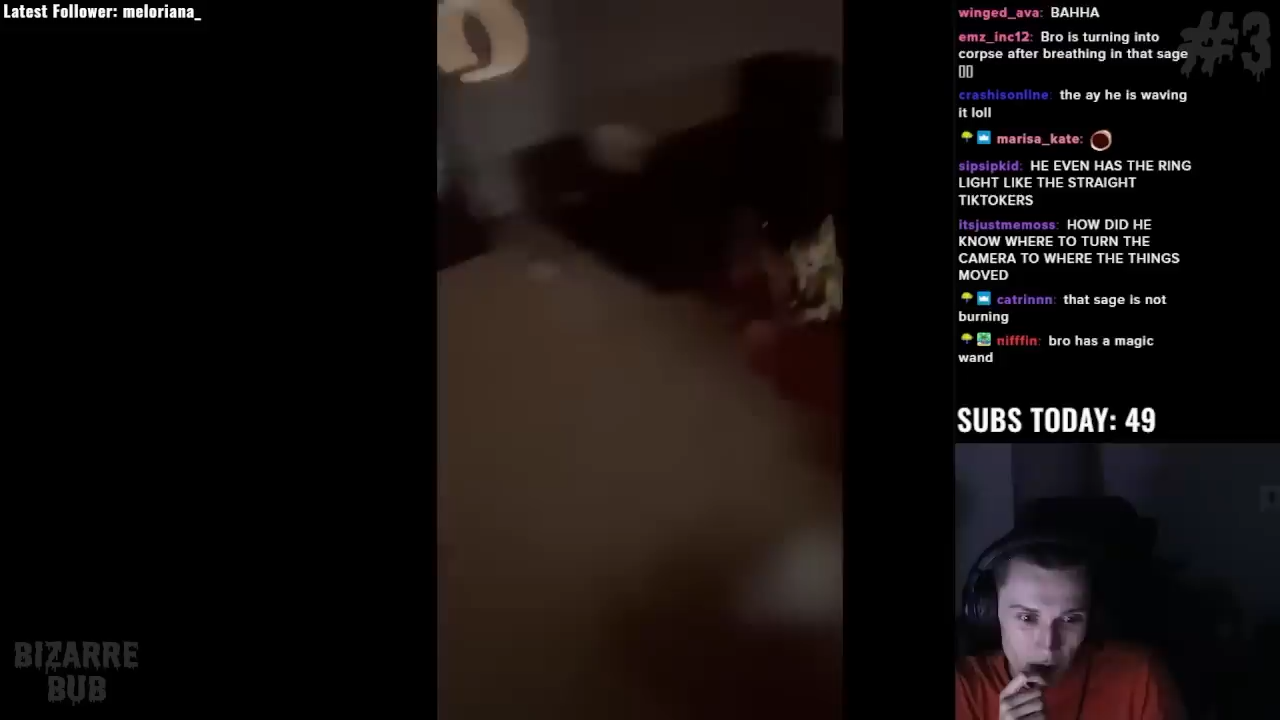 Latest Follower: meloriana_
winged_ava: BAHHA
#3
emz_inc12: Bro is turning into
corpse after breathing in that sage
crashisonline: the ay he is waving
it loll
marisa_kate:
sipsipkid: HE EVEN HAS THE RING
LIGHT LIKE THE STRAIGHT
TIKTOKERS
itsjustmemoss: HOW DID HE
KNOW WHERE TO TURN THE
CAMERA TO WHERE THE THINGS
MOVED
catrinnn: that sage is not
burning
nifffin: bro has a magic
wand
SUBS TODAY: 49
BIZARRE
BUB